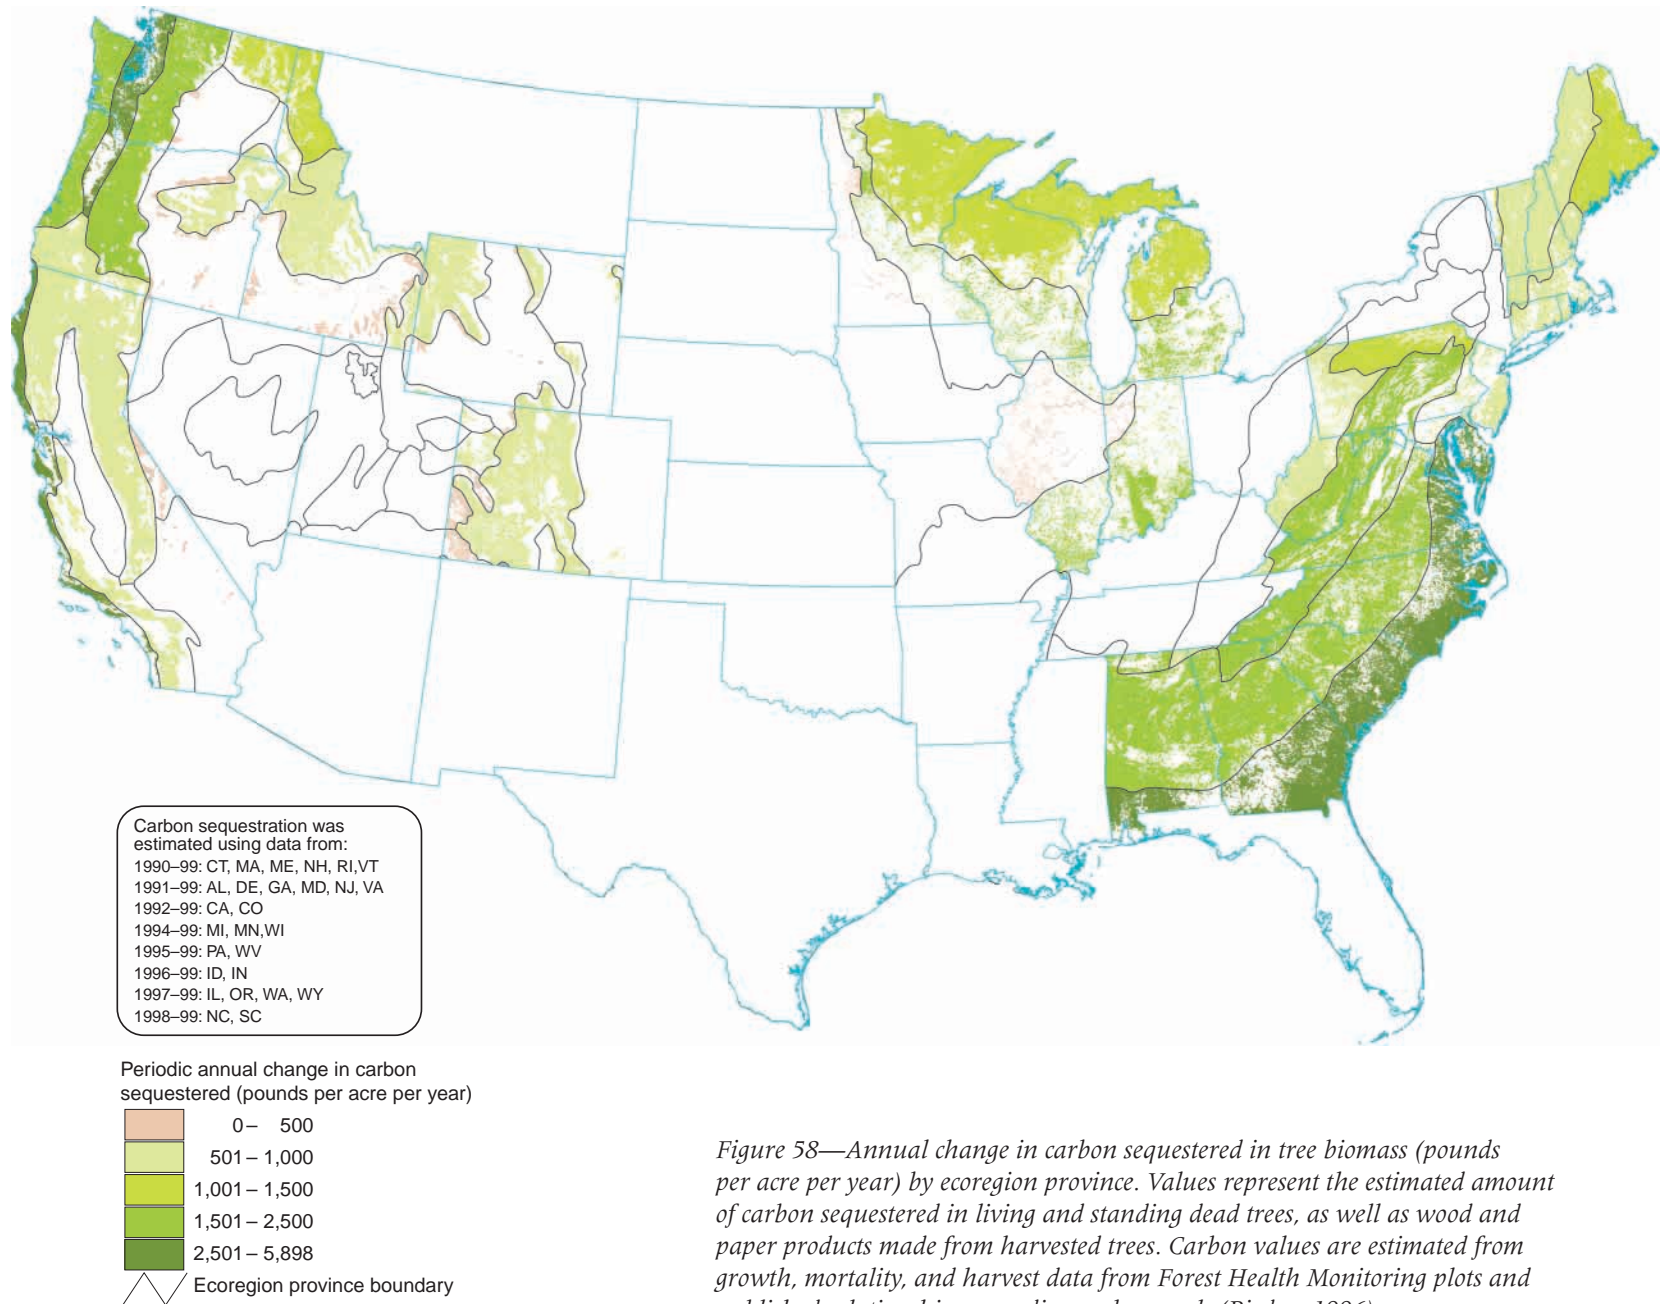 Carbon sequestration was
estimated using data from:
1990–99: CT, MA, ME, NH, RI,VT
1991–99: AL, DE, GA, MD, NJ, VA
1992–99: CA, CO
1994–99: MI, MN,WI
1995–99: PA, WV
1996–99: ID, IN
1997–99: IL, OR, WA, WY
1998–99: NC, SC
Periodic annual change in carbon
sequestered (pounds per acre per year)
0– 500
501– 1,000
1,001– 1,500
1,501– 2,500
2,501– 5,898
Ecoregion province boundary
Figure 58—Annual change in carbon sequestered in tree biomass (pounds
per acre per year) by ecoregion province. Values represent the estimated amount
of carbon sequestered in living and standing dead trees, as well as wood and
paper products made from harvested trees. Carbon values are estimated from
growth, mortality, and harvest data from Forest Health Monitoring plots and